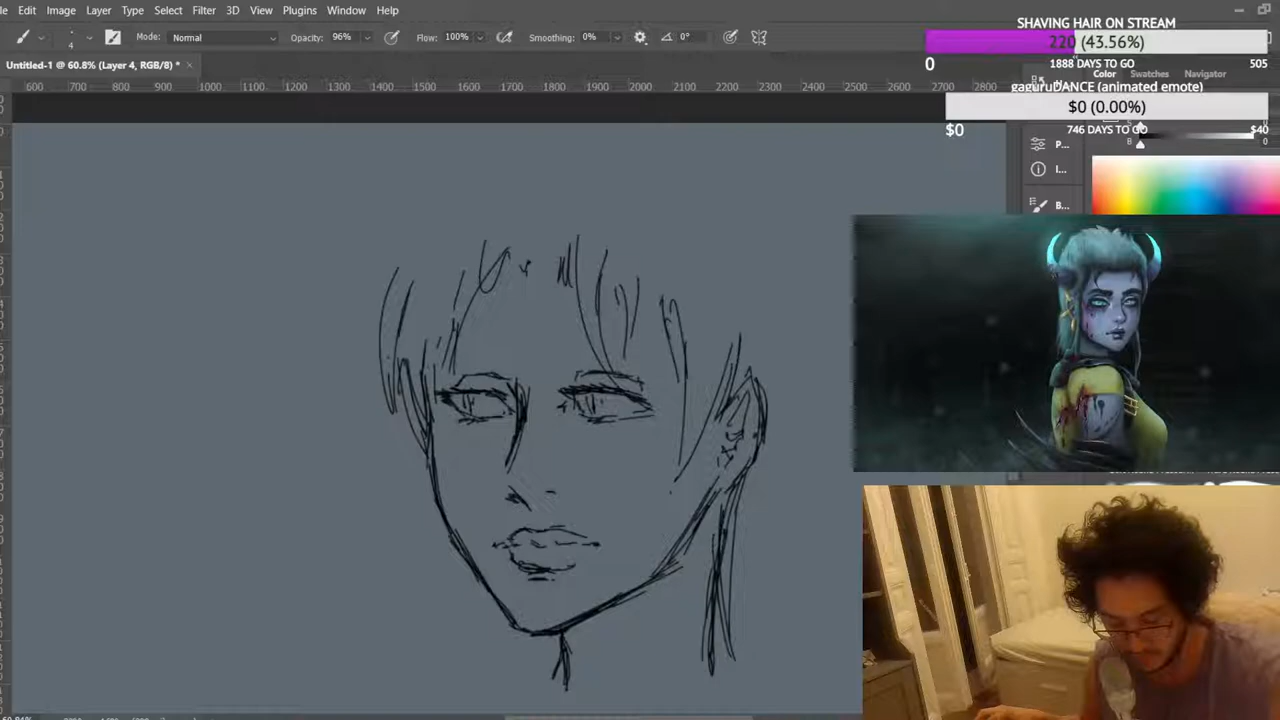 Edit Image Layer Type Select Filter 3D View Plugins Window Help
4 Mode: Normal Opacity: 96% Flow: 100% Smoothing: 0% 0°
Untitled-1 @ 60.8% (Layer 4, RGB/8) * ×
600 700 800 900 1000 1100 1200 1300 1400 1500 1600 1700 1800 1900 2000 2100 2200 2300 2400 2500 2600 2700 2800
SHAVING HAIR ON STREAM
220 (43.56%)
0 1888 DAYS TO GO 505
Color Swatches Navigator
gaguruDANCE (animated emote)
$0 (0.00%)
$0 746 DAYS TO GO $40
B 0
P...
I...
B...